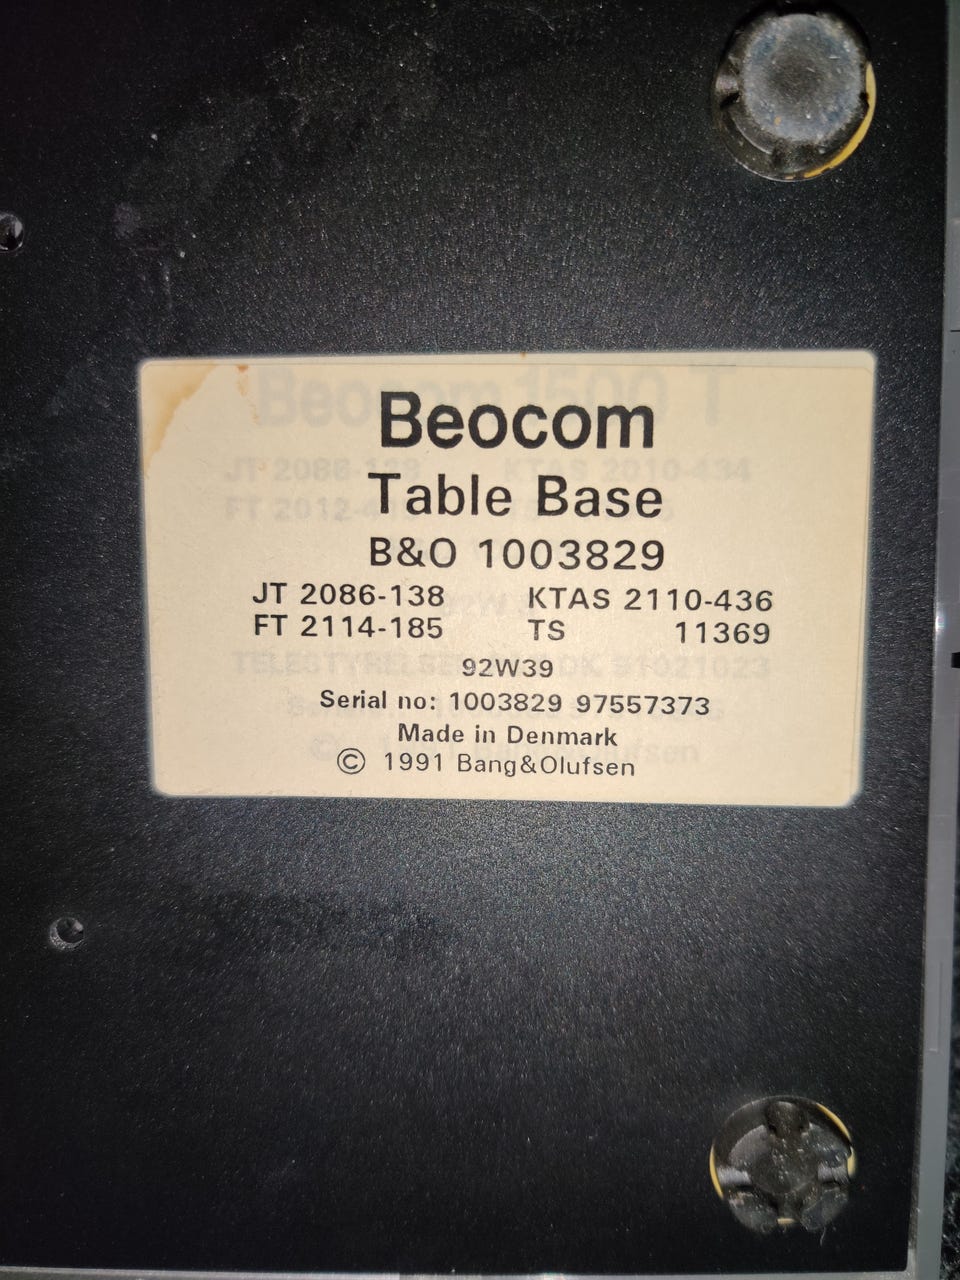 Beocom
Table Base
B&O 1003829
JT 2086-138 KTAS 2110-436
FT 2114-185 TS 11369
92W39
Serial no: 1003829 97557373
Made in Denmark
© 1991 Bang&Olufsen